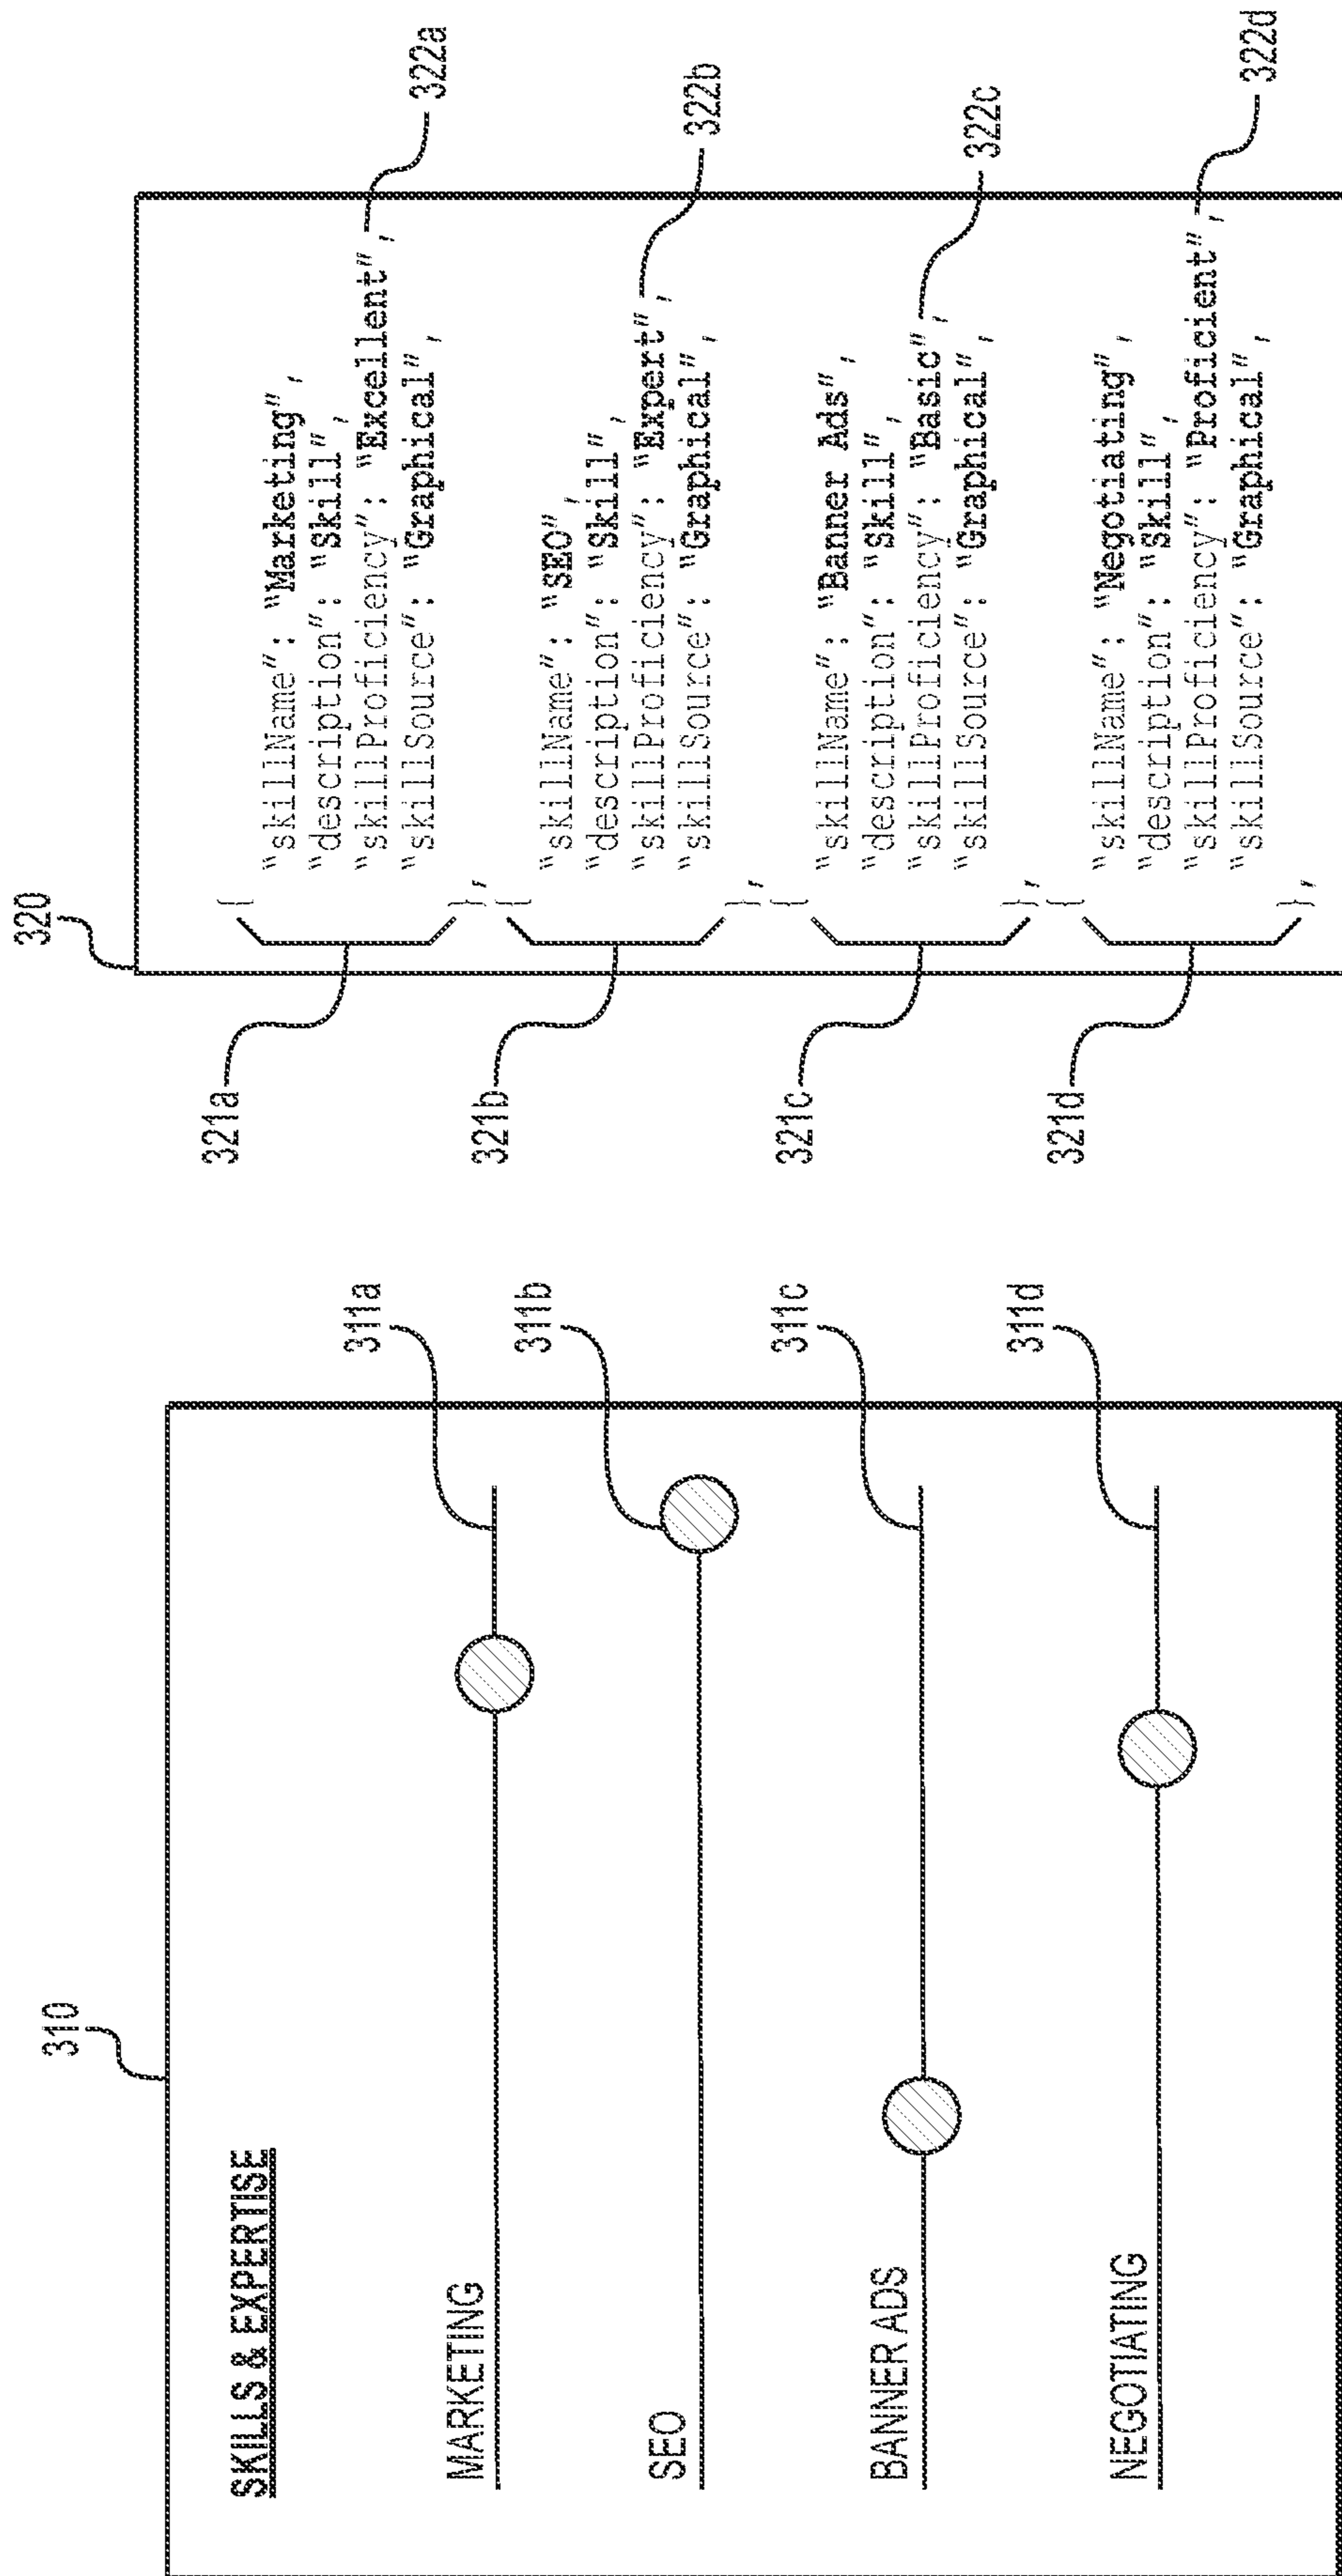 310
SKILLS & EXPERTISE
MARKETING
311a
SEO
311b
BANNER ADS
311c
NEGOTIATING
311d
320
{
321a
"skillName": "Marketing",
"description": "Skill",
"skillProficiency": "Excellent",
322a
"skillSource": "Graphical",
},
{
321b
"skillName": "SEO",
"description": "Skill",
"skillProficiency": "Expert",
322b
"skillSource": "Graphical",
},
{
321c
"skillName": "Banner Ads",
"description": "Skill",
"skillProficiency": "Basic",
322c
"skillSource": "Graphical",
},
{
321d
"skillName": "Negotiating",
"description": "Skill",
"skillProficiency": "Proficient",
322d
"skillSource": "Graphical",
},